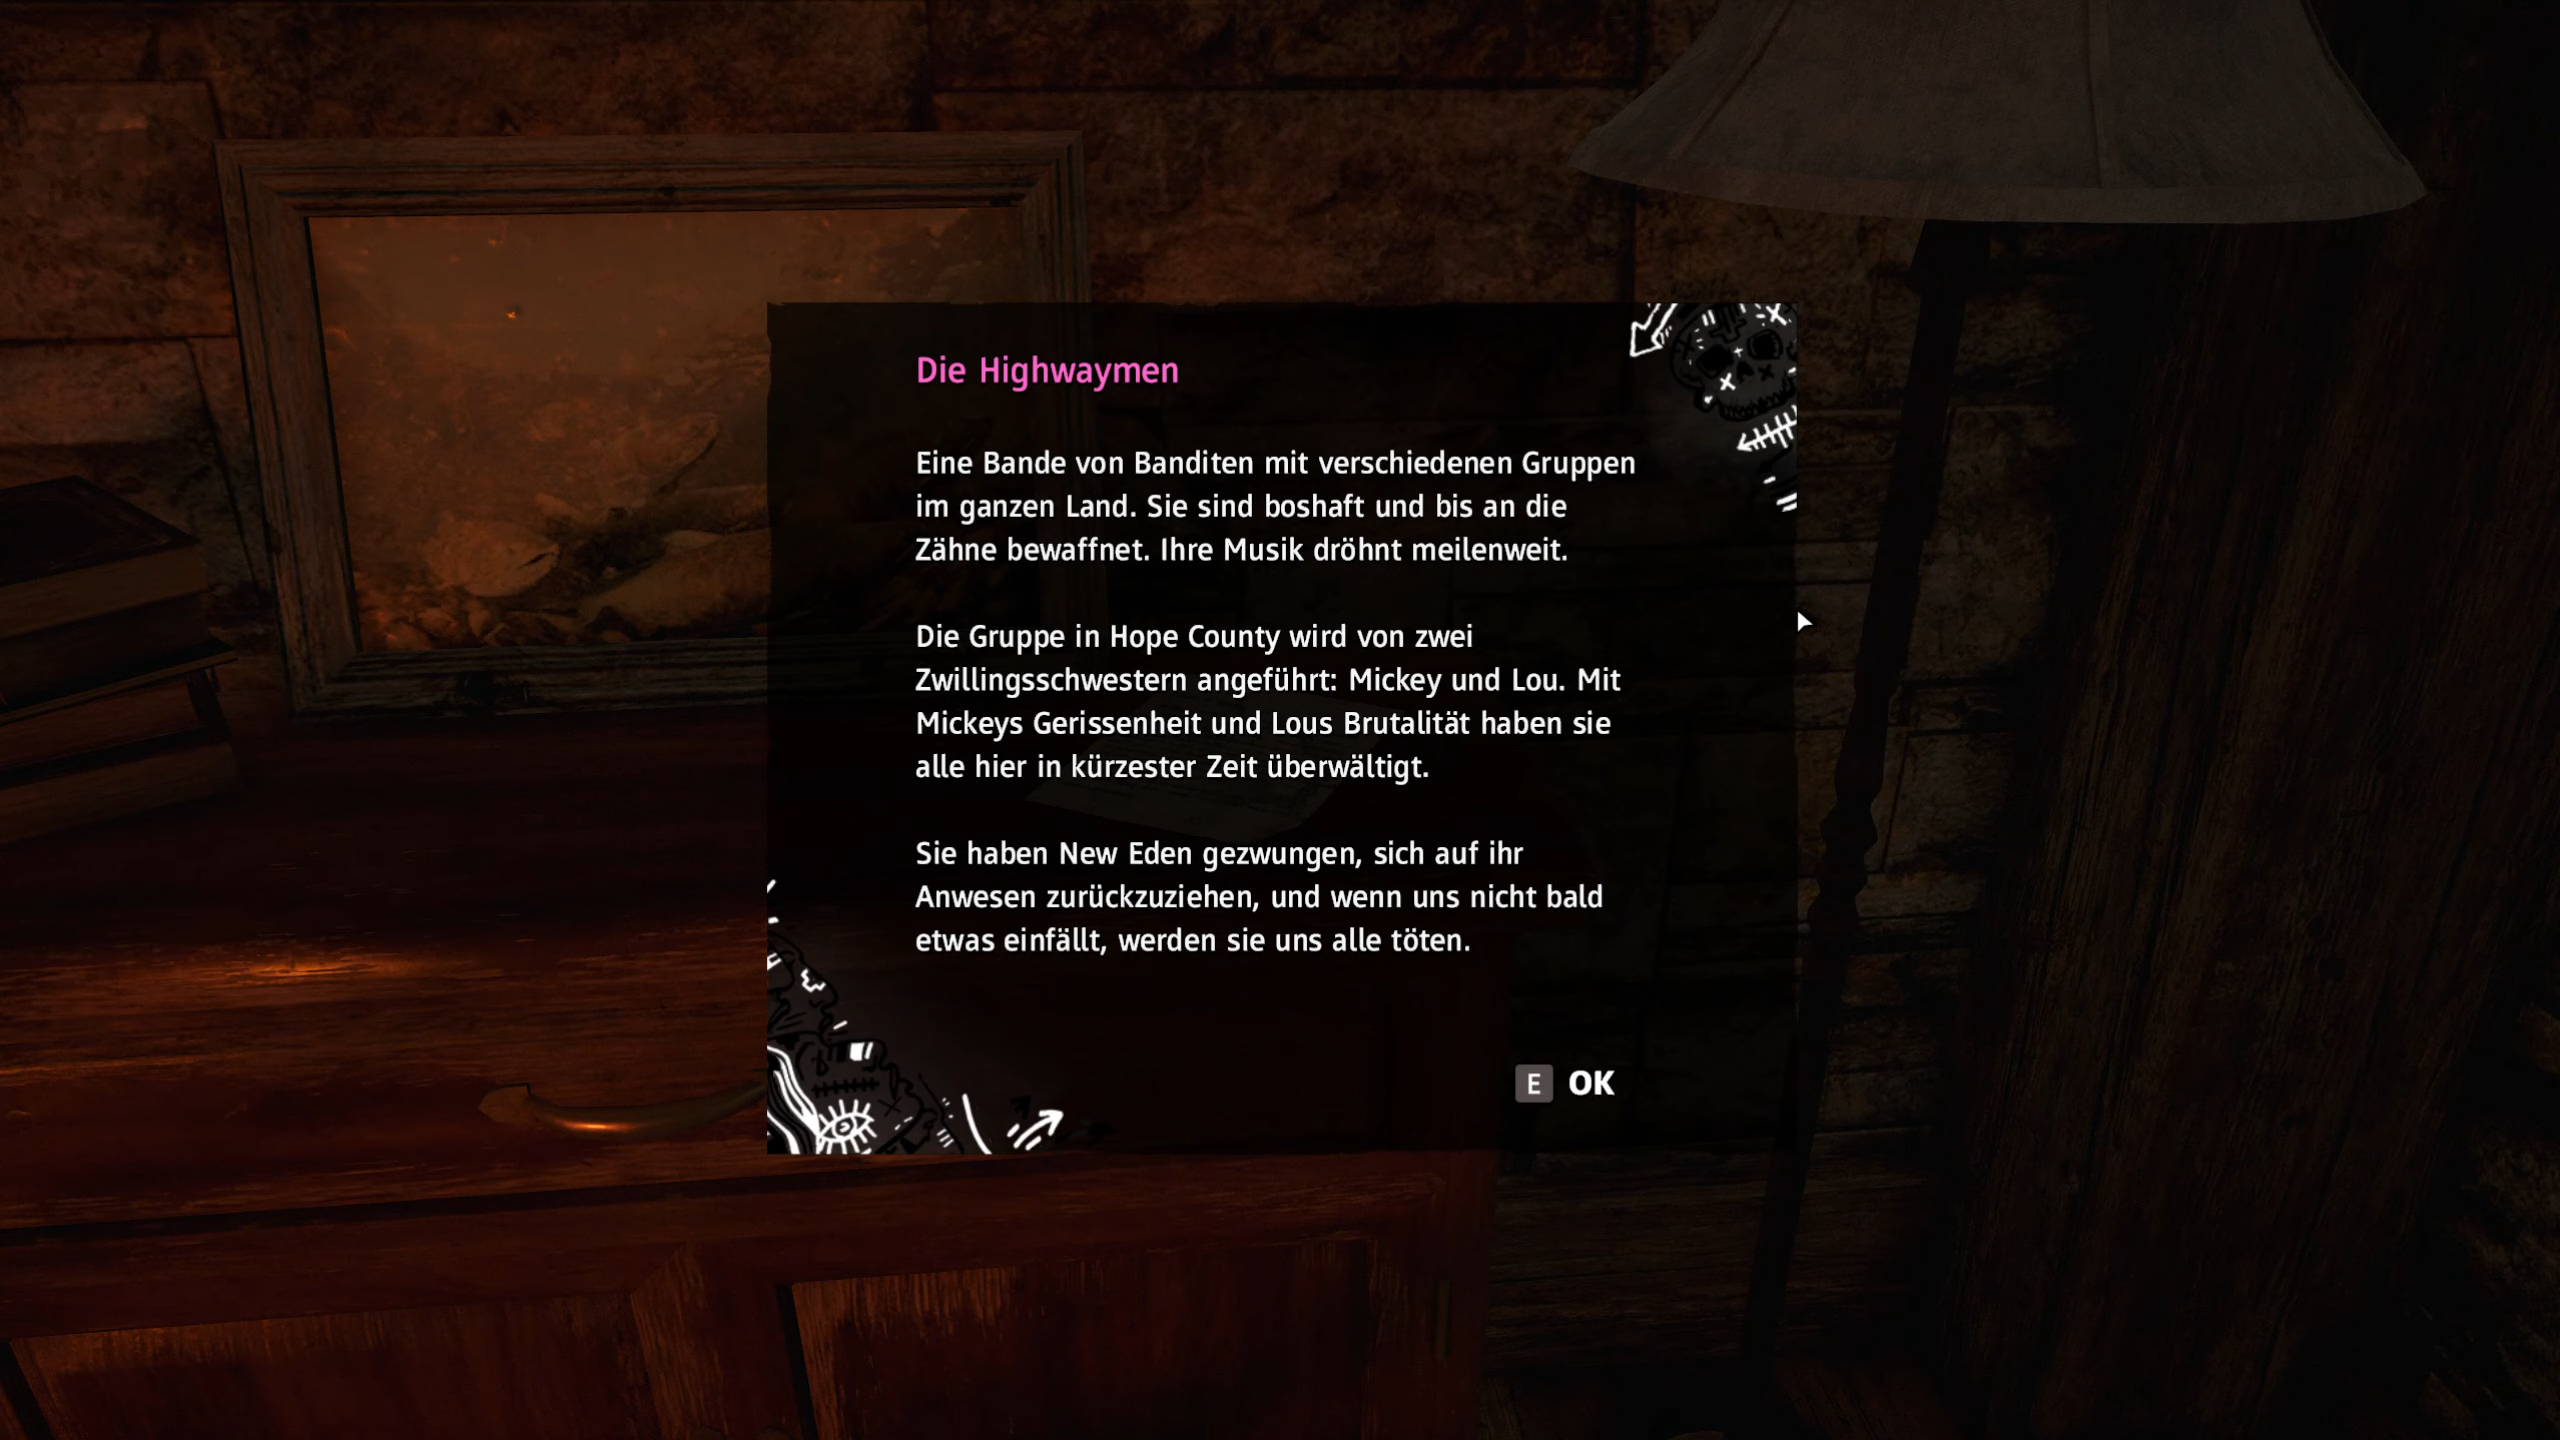 Die Highwaymen
Eine Bande von Banditen mit verschiedenen Gruppen
im ganzen Land. Sie sind boshaft und bis an die
Zähne bewaffnet. Ihre Musik dröhnt meilenweit.
Die Gruppe in Hope County wird von zwei
Zwillingsschwestern angeführt: Mickey und Lou. Mit
Mickeys Gerissenheit und Lous Brutalität haben sie
alle hier in kürzester Zeit überwältigt.
Sie haben New Eden gezwungen, sich auf ihr
Anwesen zurückzuziehen, und wenn uns nicht bald
etwas einfällt, werden sie uns alle töten.
E OK